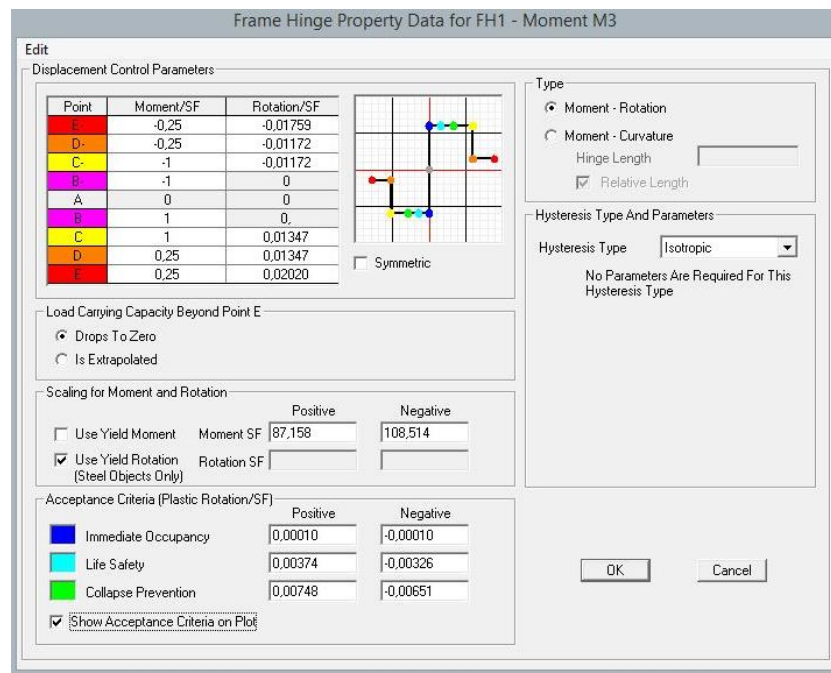 Frame Hinge Property Data for FH1 - Moment M3
Edit
Displacement Control Parameters
Point Moment/SF Rotation/SF
E- -0,25 -0,01759
D- -0,25 -0,01172
C- -1 -0,01172
B- -1 0
A 0 0
B 1 0,
C 1 0,01347
D 0,25 0,01347
E 0,25 0,02020
Symmetric
Load Carrying Capacity Beyond Point E
Drops To Zero
Is Extrapolated
Scaling for Moment and Rotation
Positive Negative
Use Yield Moment Moment SF 87,158 108,514
Use Yield Rotation Rotation SF
(Steel Objects Only)
Acceptance Criteria (Plastic Rotation/SF)
Positive Negative
Immediate Occupancy 0,00010 -0,00010
Life Safety 0,00374 -0,00326
Collapse Prevention 0,00748 -0,00651
Show Acceptance Criteria on Plot
Type
Moment - Rotation
Moment - Curvature
Hinge Length
Relative Length
Hysteresis Type And Parameters
Hysteresis Type Isotropic
No Parameters Are Required For This
Hysteresis Type
OK Cancel